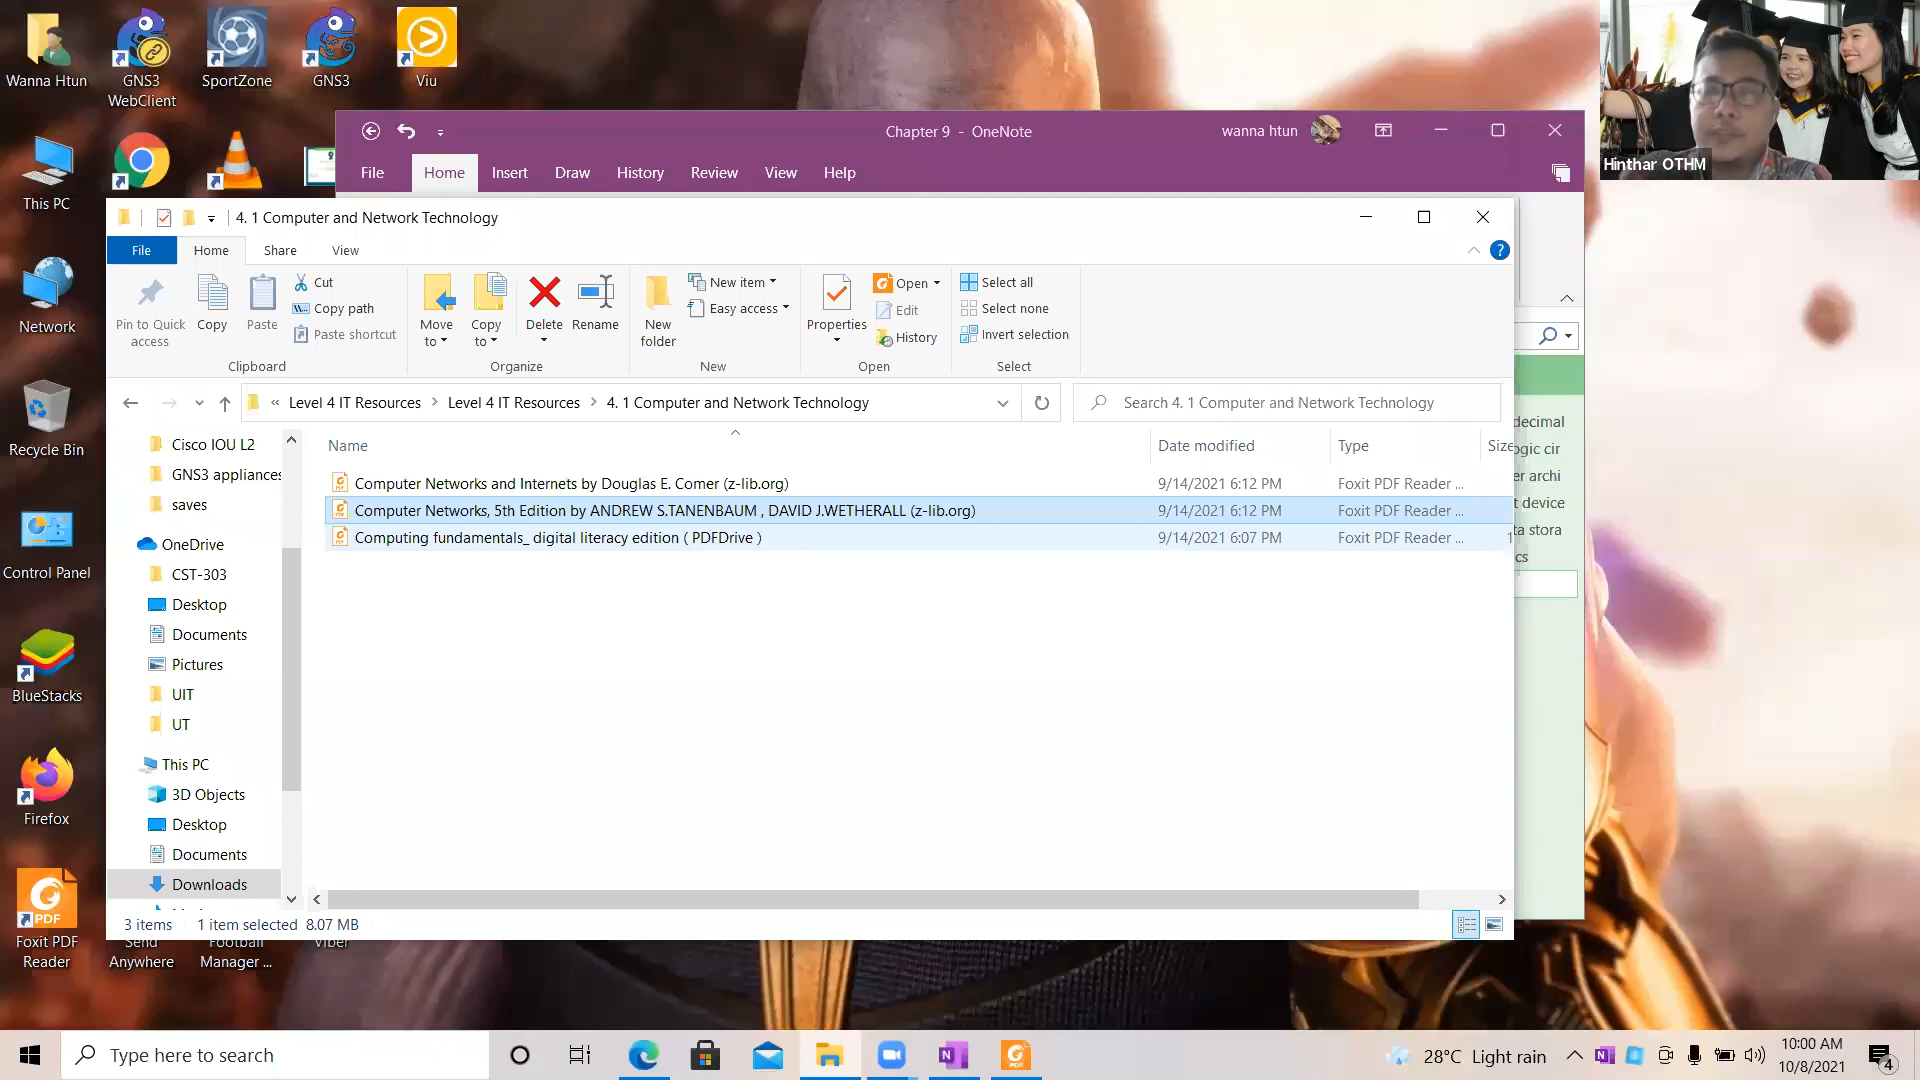 Wanna Htun
GNS3 WebClient
SportZone
GNS3
Viu
This PC
Network
Recycle Bin
Control Panel
BlueStacks
Firefox
Foxit PDF Reader
Send Anywhere
Football Manager ...
Viber
Chapter 9 - OneNote
wanna htun
File Home Insert Draw History Review View Help
Hinthar OTHM
4. 1 Computer and Network Technology
File Home Share View
Pin to Quick access
Copy
Paste
Cut
Copy path
Paste shortcut
Clipboard
Move to
Copy to
Delete
Rename
Organize
New folder
New item
Easy access
New
Properties
Open
Edit
History
Open
Select all
Select none
Invert selection
Select
« Level 4 IT Resources > Level 4 IT Resources > 4. 1 Computer and Network Technology
Search 4. 1 Computer and Network Technology
Cisco IOU L2
GNS3 appliances
saves
OneDrive
CST-303
Desktop
Documents
Pictures
UIT
UT
This PC
3D Objects
Desktop
Documents
Downloads
Name Date modified Type Size
Computer Networks and Internets by Douglas E. Comer (z-lib.org) 9/14/2021 6:12 PM Foxit PDF Reader ...
Computer Networks, 5th Edition by ANDREW S.TANENBAUM , DAVID J.WETHERALL (z-lib.org) 9/14/2021 6:12 PM Foxit PDF Reader ...
Computing fundamentals_ digital literacy edition ( PDFDrive ) 9/14/2021 6:07 PM Foxit PDF Reader ... 1
decimal
ogic cir
er archi
t device
ta stora
cs
3 items 1 item selected 8.07 MB
Type here to search
28°C Light rain
10:00 AM
10/8/2021
4